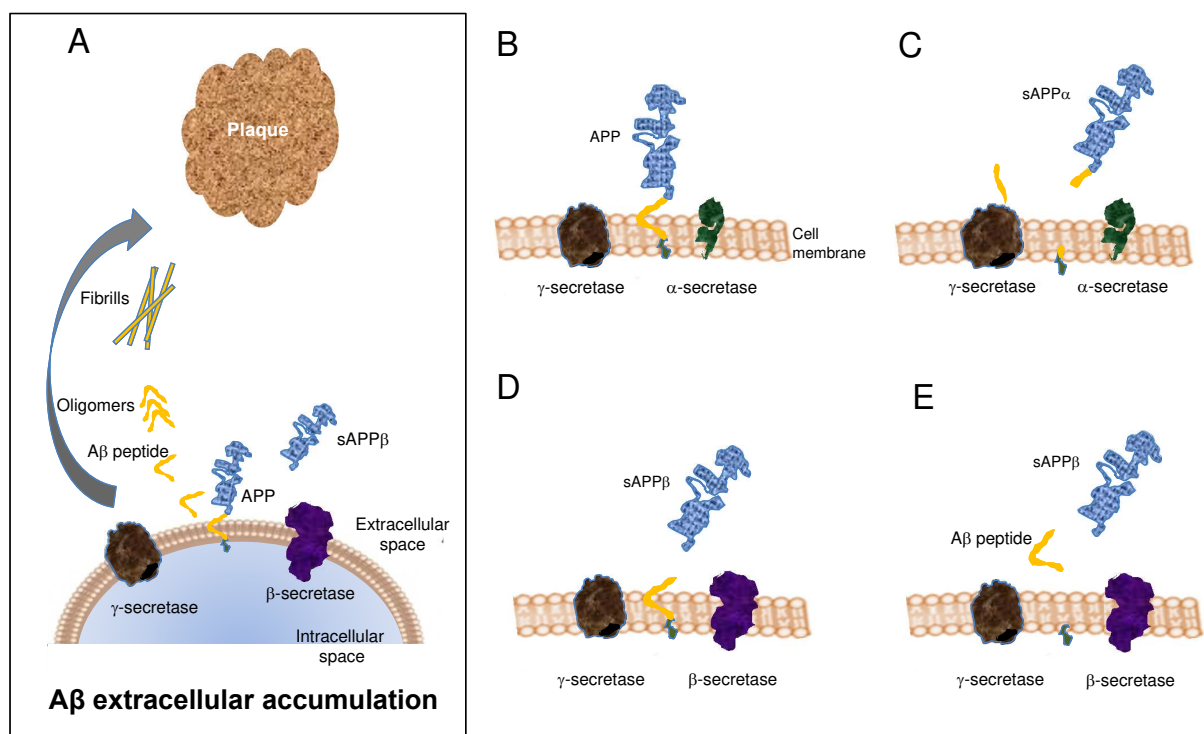 A
Plaque
Fibrills
Oligomers
Aβ peptide
sAPPβ
APP
Extracellular
space
γ-secretase
β-secretase
Intracellular
space
Aβ extracellular accumulation
B
APP
Cell
membrane
γ-secretase
α-secretase
C
sAPPα
γ-secretase
α-secretase
D
sAPPβ
γ-secretase
β-secretase
E
sAPPβ
Aβ peptide
γ-secretase
β-secretase